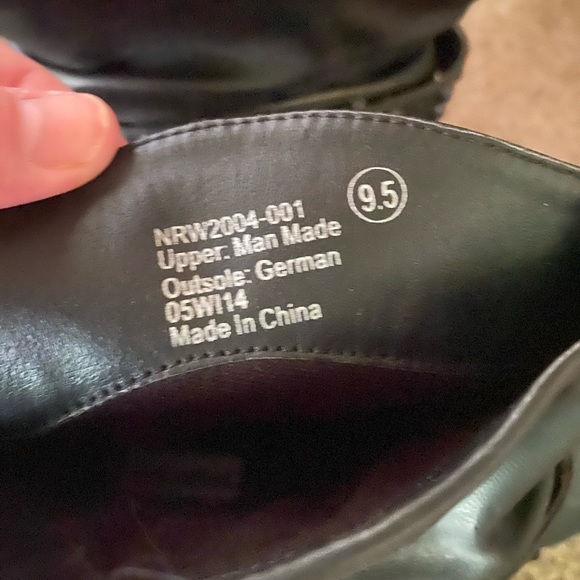 NRW2004-001
9.5
Upper: Man Made
Outsole: German
05WI14
Made In China